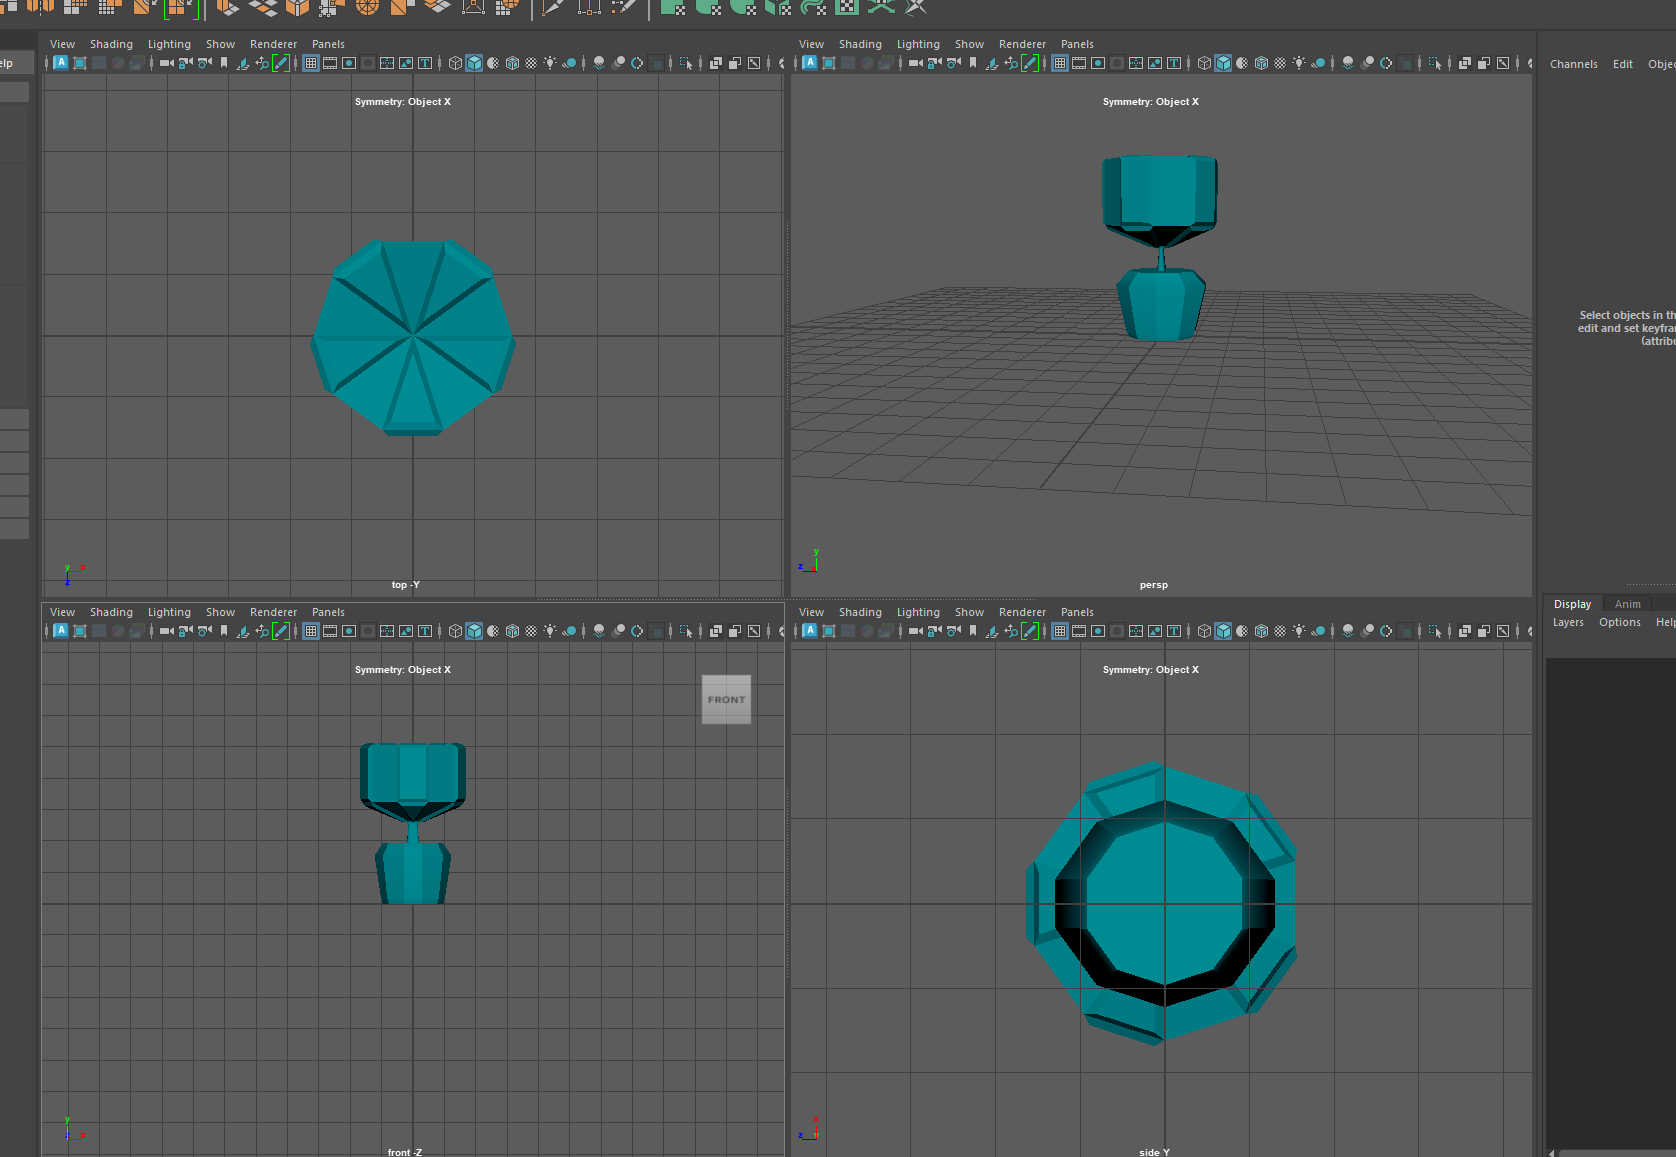 elp
View Shading Lighting Show Renderer Panels
Symmetry: Object X
y x
z
top -Y
View Shading Lighting Show Renderer Panels
Symmetry: Object X
y
z
persp
View Shading Lighting Show Renderer Panels
Symmetry: Object X
FRONT
y
z x
front -Z
View Shading Lighting Show Renderer Panels
Symmetry: Object X
z
side Y
Channels Edit Objec
Select objects in th
edit and set keyfra
(attribu
Display Anim
Layers Options Help